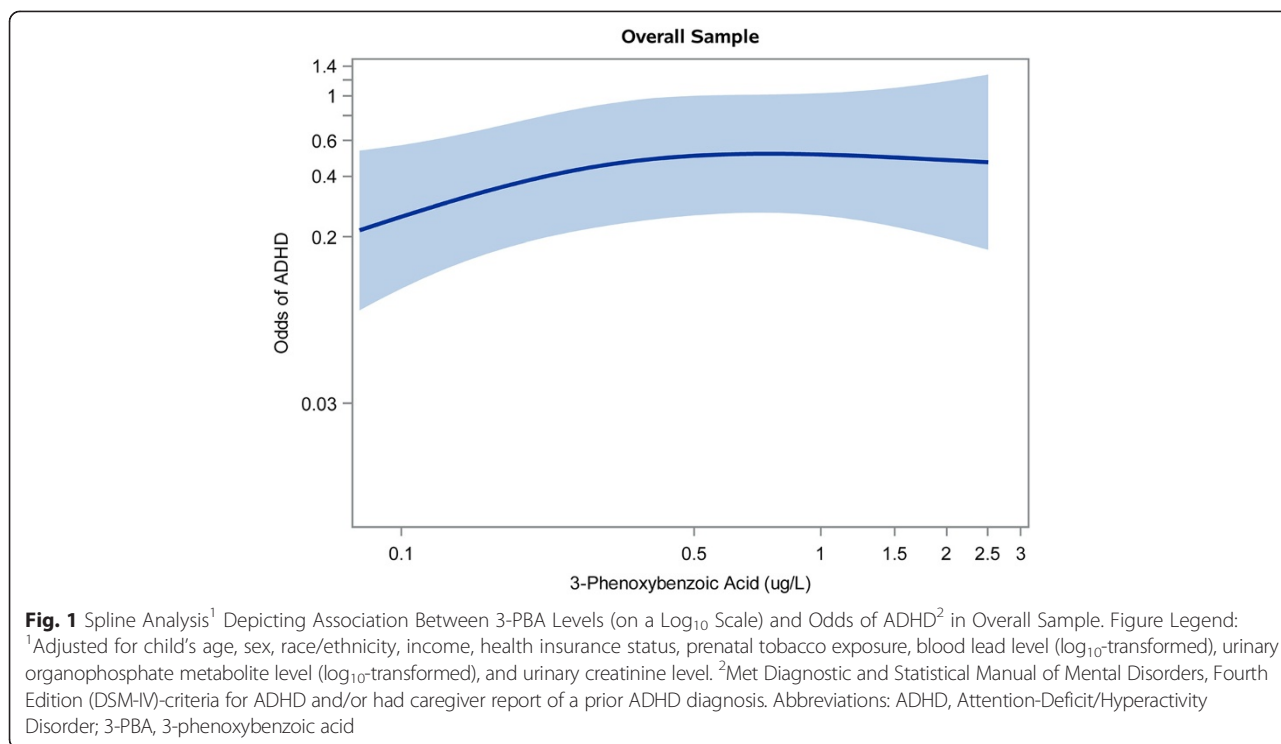 Overall Sample
1.4
1
0.6
0.4
0.2
0.03
Odds of ADHD
0.1 0.5 1 1.5 2 2.5 3
3-Phenoxybenzoic Acid (ug/L)
Fig. 1 Spline Analysis¹ Depicting Association Between 3-PBA Levels (on a Log₁₀ Scale) and Odds of ADHD² in Overall Sample. Figure Legend:
¹Adjusted for child's age, sex, race/ethnicity, income, health insurance status, prenatal tobacco exposure, blood lead level (log₁₀-transformed), urinary
organophosphate metabolite level (log₁₀-transformed), and urinary creatinine level. ²Met Diagnostic and Statistical Manual of Mental Disorders, Fourth
Edition (DSM-IV)-criteria for ADHD and/or had caregiver report of a prior ADHD diagnosis. Abbreviations: ADHD, Attention-Deficit/Hyperactivity
Disorder; 3-PBA, 3-phenoxybenzoic acid